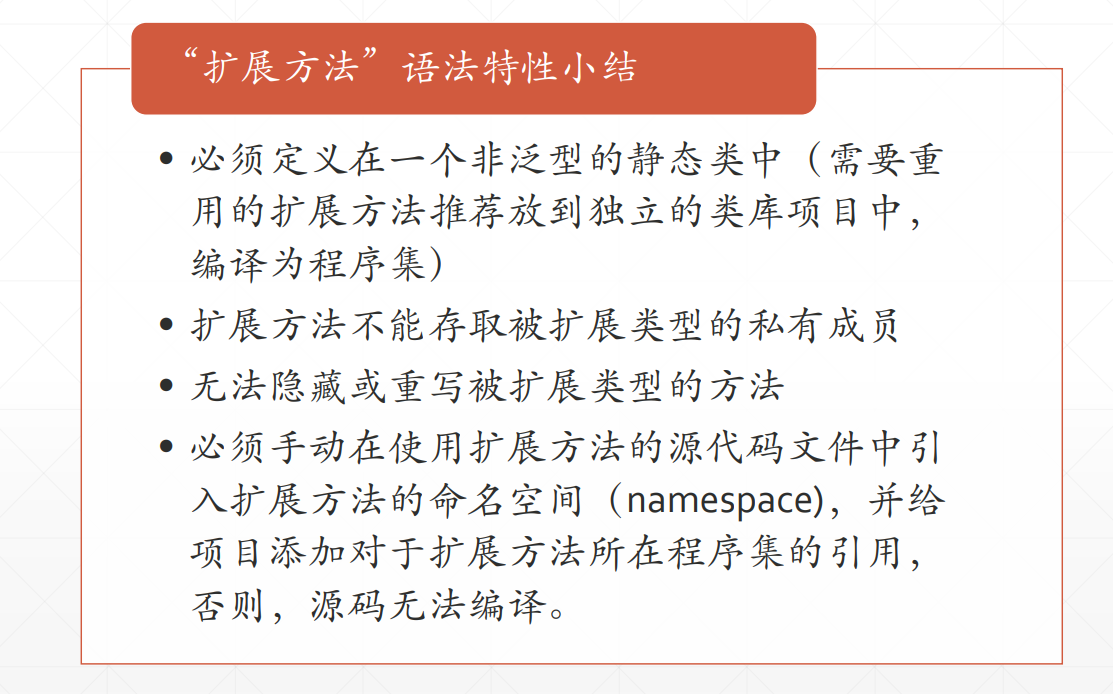 “扩展方法”语法特性小结
• 必须定义在一个非泛型的静态类中（需要重
用的扩展方法推荐放到独立的类库项目中，
编译为程序集）
• 扩展方法不能存取被扩展类型的私有成员
• 无法隐藏或重写被扩展类型的方法
• 必须手动在使用扩展方法的源代码文件中引
入扩展方法的命名空间（namespace)，并给
项目添加对于扩展方法所在程序集的引用，
否则，源码无法编译。